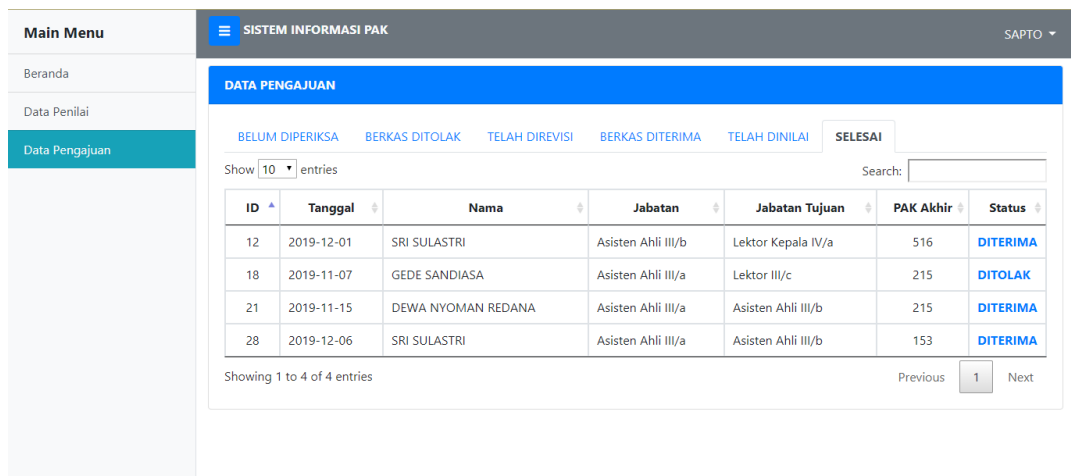 Main Menu
Beranda
Data Penilai
Data Pengajuan
SISTEM INFORMASI PAK
SAPTO
DATA PENGAJUAN
BELUM DIPERIKSA BERKAS DITOLAK TELAH DIREVISI BERKAS DITERIMA TELAH DINILAI SELESAI
Show 10 entries Search:
ID Tanggal Nama Jabatan Jabatan Tujuan PAK Akhir Status
12 2019-12-01 SRI SULASTRI Asisten Ahli III/b Lektor Kepala IV/a 516 DITERIMA
18 2019-11-07 GEDE SANDIASA Asisten Ahli III/a Lektor III/c 215 DITOLAK
21 2019-11-15 DEWA NYOMAN REDANA Asisten Ahli III/a Asisten Ahli III/b 215 DITERIMA
28 2019-12-06 SRI SULASTRI Asisten Ahli III/a Asisten Ahli III/b 153 DITERIMA
Showing 1 to 4 of 4 entries Previous 1 Next